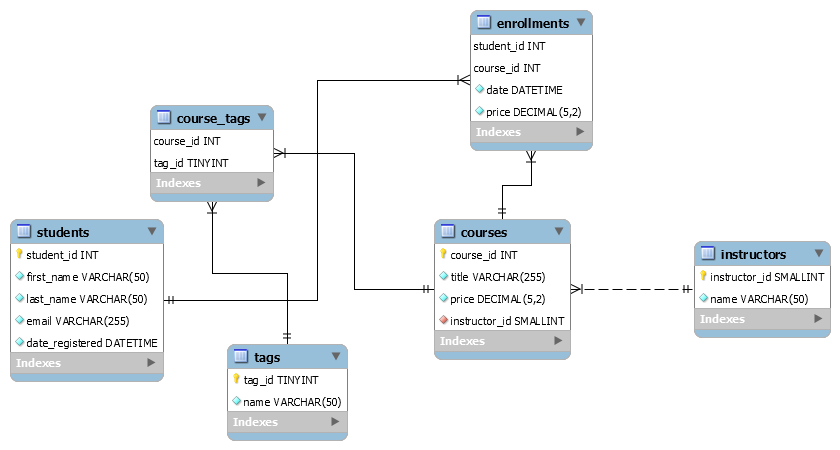 enrollments
student_id INT
course_id INT
date DATETIME
price DECIMAL(5,2)
Indexes
course_tags
course_id INT
tag_id TINYINT
Indexes
students
student_id INT
first_name VARCHAR(50)
last_name VARCHAR(50)
email VARCHAR(255)
date_registered DATETIME
Indexes
courses
course_id INT
title VARCHAR(255)
price DECIMAL(5,2)
instructor_id SMALLINT
Indexes
instructors
instructor_id SMALLINT
name VARCHAR(50)
Indexes
tags
tag_id TINYINT
name VARCHAR(50)
Indexes